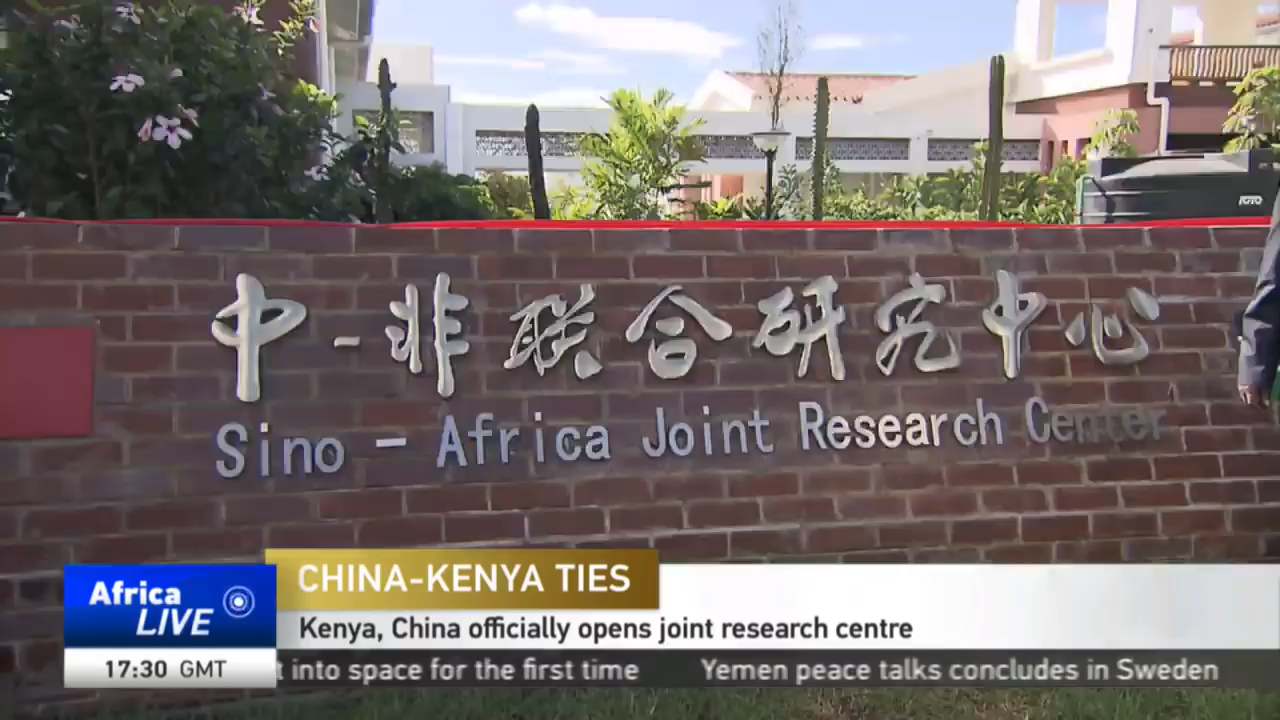 中-非联合研究中心
Sino - Africa Joint Research Center
CHINA-KENYA TIES
Africa
LIVE
Kenya, China officially opens joint research centre
17:30 GMT
t into space for the first time Yemen peace talks concludes in Sweden